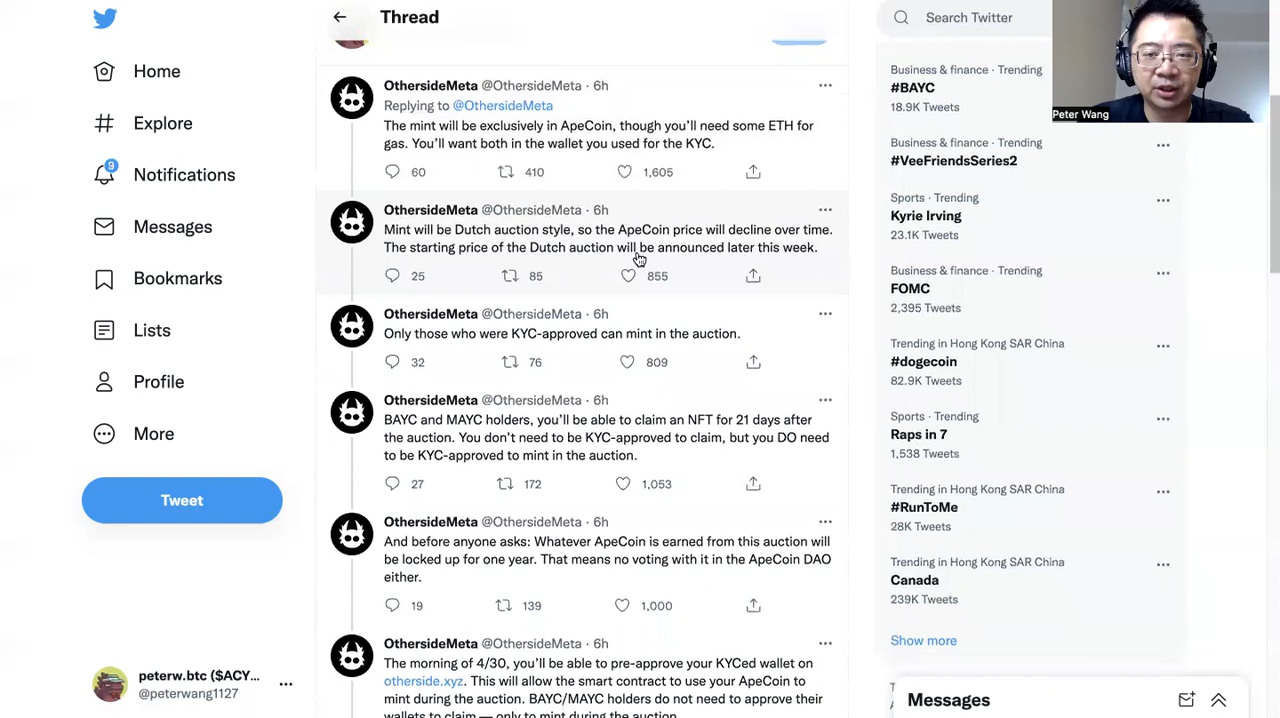 Home
Explore
9
Notifications
Messages
Bookmarks
Lists
Profile
More
Tweet
peterw.btc ($ACY...
@peterwang1127
Thread
OthersideMeta @OthersideMeta · 6h
Replying to @OthersideMeta
The mint will be exclusively in ApeCoin, though you'll need some ETH for
gas. You'll want both in the wallet you used for the KYC.
60 410 1,605
OthersideMeta @OthersideMeta · 6h
Mint will be Dutch auction style, so the ApeCoin price will decline over time.
The starting price of the Dutch auction will be announced later this week.
25 85 855
OthersideMeta @OthersideMeta · 6h
Only those who were KYC-approved can mint in the auction.
32 76 809
OthersideMeta @OthersideMeta · 6h
BAYC and MAYC holders, you'll be able to claim an NFT for 21 days after
the auction. You don't need to be KYC-approved to claim, but you DO need
to be KYC-approved to mint in the auction.
27 172 1,053
OthersideMeta @OthersideMeta · 6h
And before anyone asks: Whatever ApeCoin is earned from this auction will
be locked up for one year. That means no voting with it in the ApeCoin DAO
either.
19 139 1,000
OthersideMeta @OthersideMeta · 6h
The morning of 4/30, you'll be able to pre-approve your KYCed wallet on
otherside.xyz. This will allow the smart contract to use your ApeCoin to
mint during the auction. BAYC/MAYC holders do not need to approve their
wallets to claim — only to mint during the auction.
Search Twitter
Peter Wang
Business & finance · Trending
#BAYC
18.9K Tweets
Business & finance · Trending
#VeeFriendsSeries2
Sports · Trending
Kyrie Irving
23.1K Tweets
Business & finance · Trending
FOMC
2,395 Tweets
Trending in Hong Kong SAR China
#dogecoin
82.9K Tweets
Sports · Trending
Raps in 7
1,538 Tweets
Trending in Hong Kong SAR China
#RunToMe
28K Tweets
Trending in Hong Kong SAR China
Canada
239K Tweets
Show more
Messages